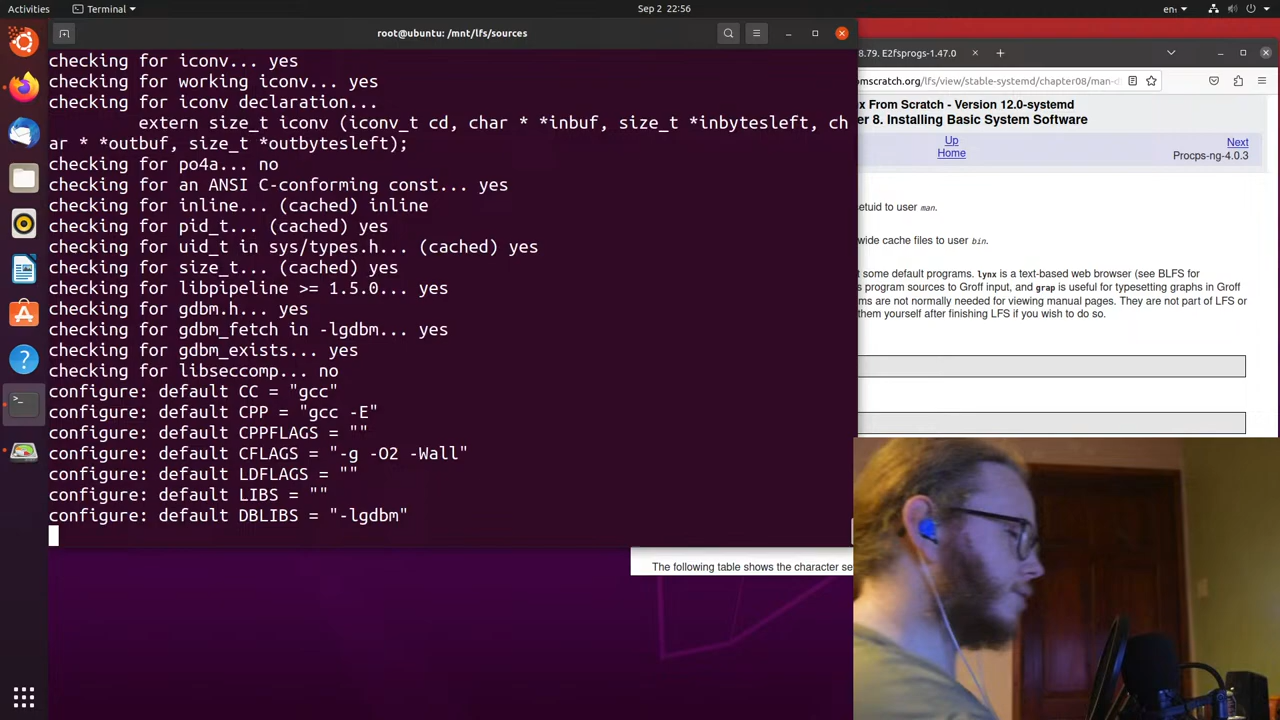 Activities
Terminal
Sep 2 22:56
en
root@ubuntu: /mnt/lfs/sources
checking for iconv... yes
checking for working iconv... yes
checking for iconv declaration...
extern size_t iconv (iconv_t cd, char * *inbuf, size_t *inbytesleft, ch
ar * *outbuf, size_t *outbytesleft);
checking for po4a... no
checking for an ANSI C-conforming const... yes
checking for inline... (cached) inline
checking for pid_t... (cached) yes
checking for uid_t in sys/types.h... (cached) yes
checking for size_t... (cached) yes
checking for libpipeline >= 1.5.0... yes
checking for gdbm.h... yes
checking for gdbm_fetch in -lgdbm... yes
checking for gdbm_exists... yes
checking for libseccomp... no
configure: default CC = "gcc"
configure: default CPP = "gcc -E"
configure: default CPPFLAGS = ""
configure: default CFLAGS = "-g -O2 -Wall"
configure: default LDFLAGS = ""
configure: default LIBS = ""
configure: default DBLIBS = "-lgdbm"
8.79. E2fsprogs-1.47.0
omscratch.org/lfs/view/stable-systemd/chapter08/man-d
x From Scratch - Version 12.0-systemd
er 8. Installing Basic System Software
Up
Home
Next
Procps-ng-4.0.3
setuid to user man.
wide cache files to user bin.
t some default programs. lynx is a text-based web browser (see BLFS for
s program sources to Groff input, and grap is useful for typesetting graphs in Groff
ms are not normally needed for viewing manual pages. They are not part of LFS or
them yourself after finishing LFS if you wish to do so.
The following table shows the character se